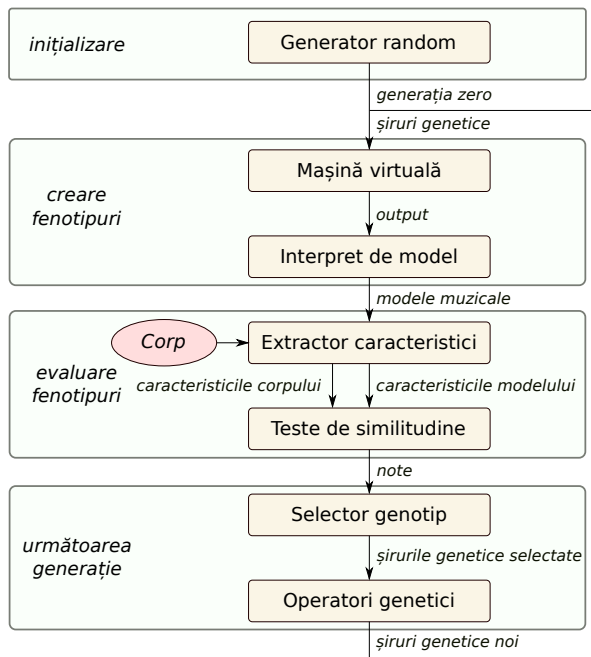 inițializare
Generator random
generația zero
șiruri genetice
creare
fenotipuri
Mașină virtuală
output
Interpret de model
modele muzicale
evaluare
fenotipuri
Corp
Extractor caracteristici
caracteristicile corpului
caracteristicile modelului
Teste de similitudine
note
următoarea
generație
Selector genotip
șirurile genetice selectate
Operatori genetici
șiruri genetice noi